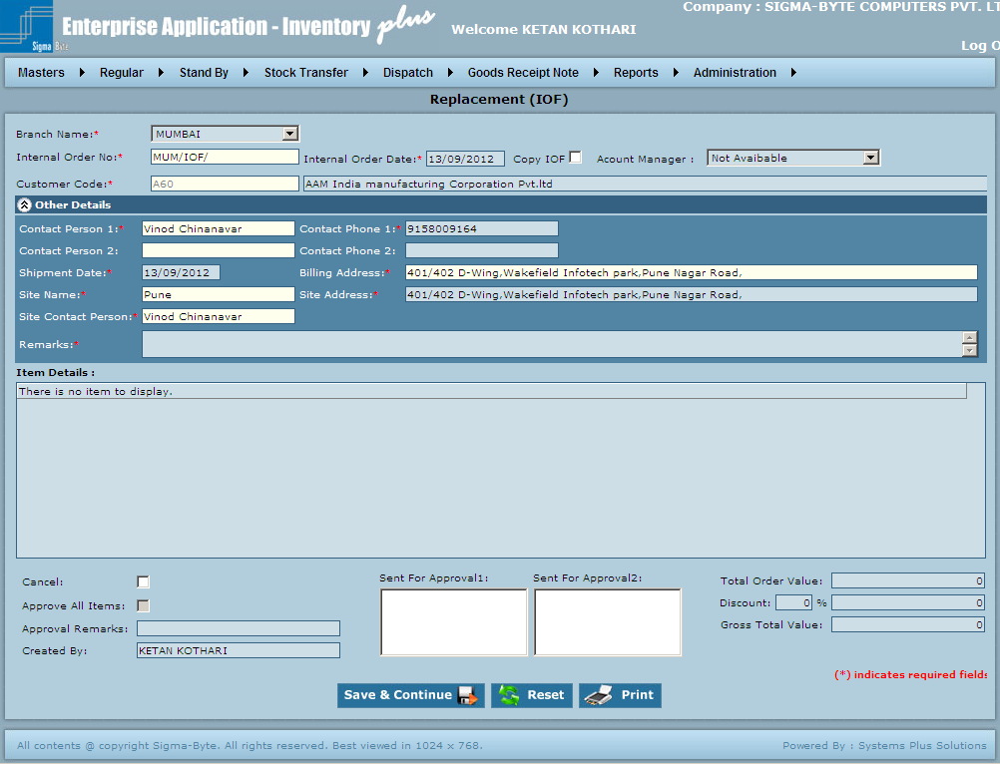 Company : SIGMA-BYTE COMPUTERS PVT. LT
Enterprise Application - Inventory plus
Welcome KETAN KOTHARI
Sigma Byte
Log O
Masters Regular Stand By Stock Transfer Dispatch Goods Receipt Note Reports Administration
Replacement (IOF)
Branch Name:* MUMBAI
Internal Order No:* MUM/IOF/ Internal Order Date:* 13/09/2012 Copy IOF Acount Manager : Not Avaibable
Customer Code:* A60 AAM India manufacturing Corporation Pvt.ltd
Other Details
Contact Person 1:* Vinod Chinanavar Contact Phone 1:* 9158009164
Contact Person 2: Contact Phone 2:
Shipment Date:* 13/09/2012 Billing Address:* 401/402 D-Wing,Wakefield Infotech park,Pune Nagar Road,
Site Name:* Pune Site Address:* 401/402 D-Wing,Wakefield Infotech park,Pune Nagar Road,
Site Contact Person:* Vinod Chinanavar
Remarks:*
Item Details :
There is no item to display.
Cancel: Sent For Approval1: Sent For Approval2: Total Order Value: 0
Approve All Items: Discount: 0 % 0
Approval Remarks: Gross Total Value: 0
Created By: KETAN KOTHARI
(*) indicates required fields
Save & Continue Reset Print
All contents @ copyright Sigma-Byte. All rights reserved. Best viewed in 1024 x 768. Powered By : Systems Plus Solutions